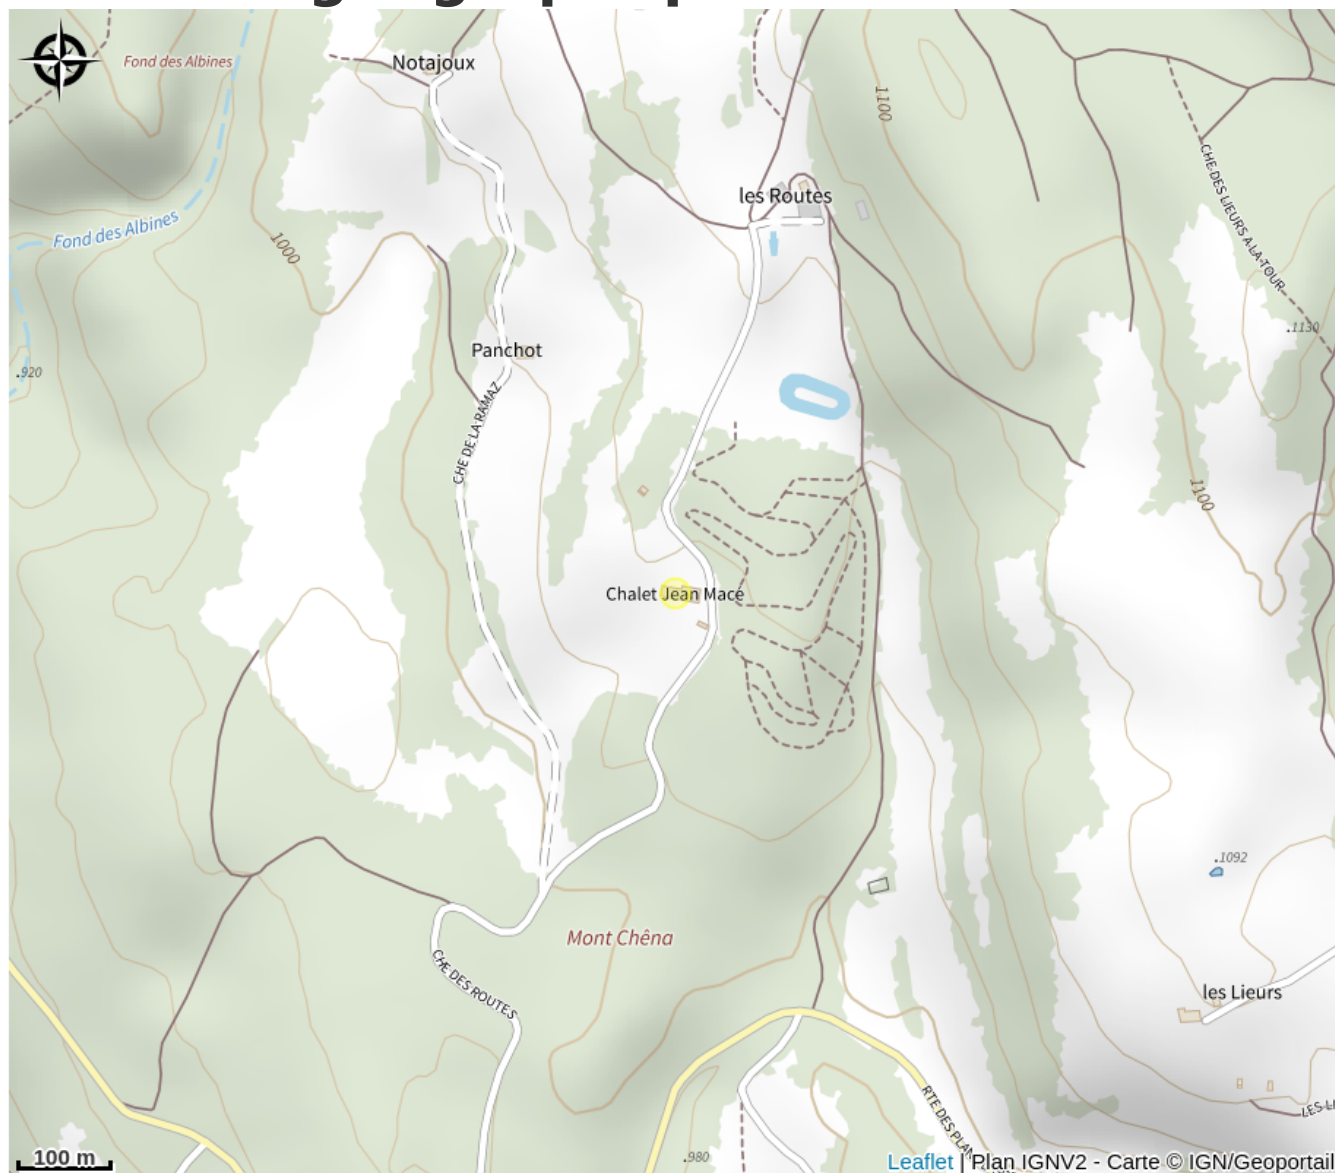 Fond des Albines
Notajoux
1100
CHE DES LIEURS A LA TOUR
les Routes
Fond des Albines
1000
.1130
Panchot
.920
CHE DE LA RAMAZ
1100
Chalet Jean Macé
.1092
Mont Chêna
CHE DES ROUTES
les Lieurs
RTE DES PLAN
LES L
.980
100 m
Leaflet | Plan IGNV2 - Carte © IGN/Geoportail